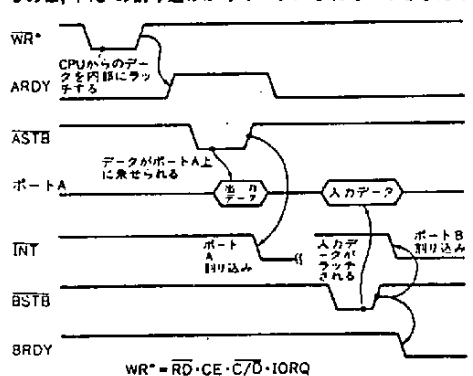 WR*
CPUからのデー
タを内部にラッ
チする
ARDY
ASTB
データがポートA上
に乗せられる
ポートA
出力
データ
入力データ
INT
ポート
A
割り込み
入力デ
ータが
ラッチ
される
ポートB
割り込み
BSTB
BRDY
WR*=RD・CE・C/D・IORQ